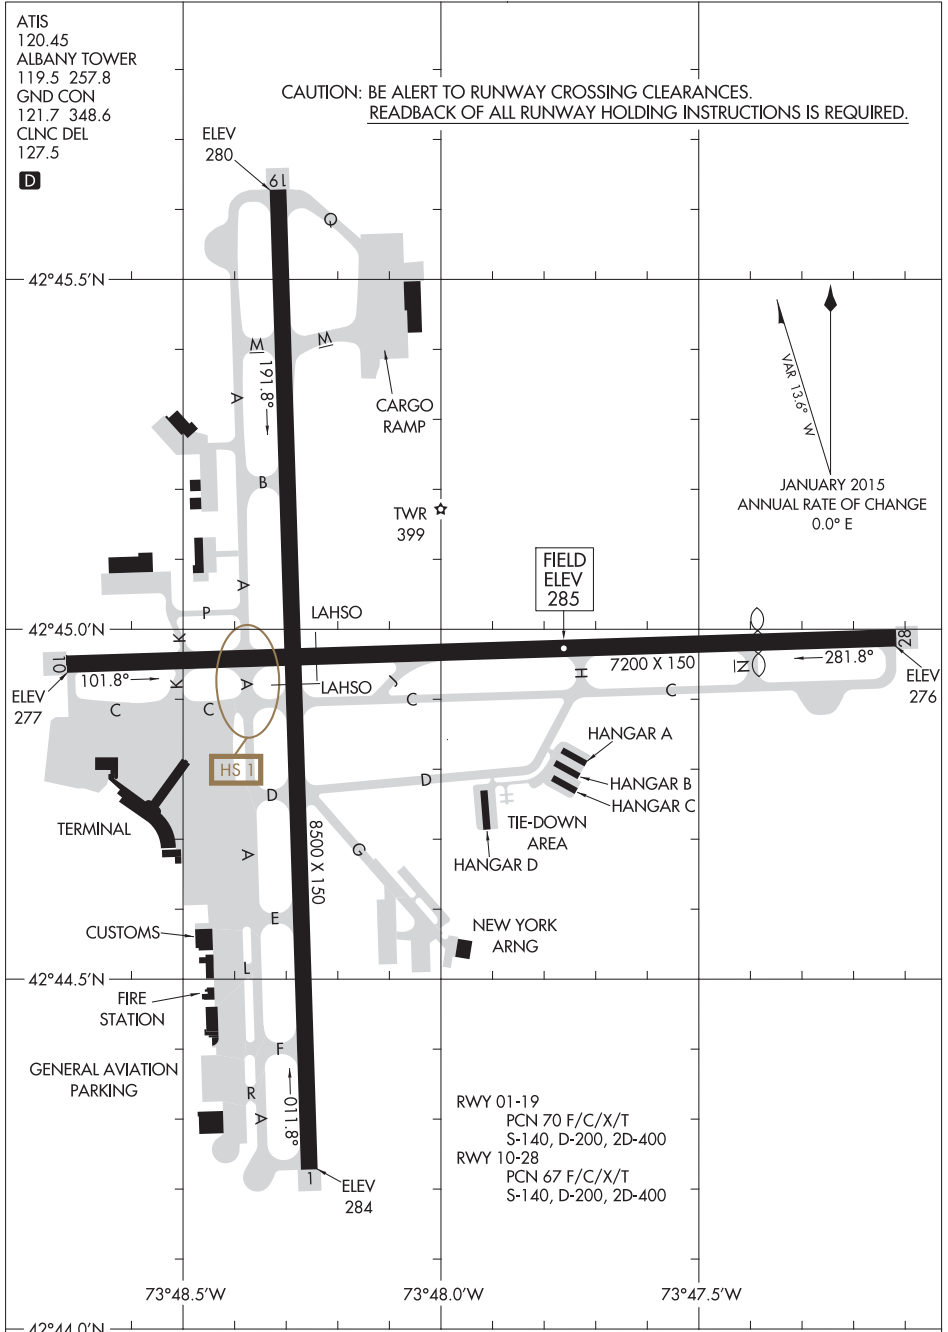 ATIS
120.45
ALBANY TOWER
119.5 257.8
GND CON
121.7 348.6
CLNC DEL
127.5
D
CAUTION: BE ALERT TO RUNWAY CROSSING CLEARANCES.
READBACK OF ALL RUNWAY HOLDING INSTRUCTIONS IS REQUIRED.
ELEV
280
19
Q
42°45.5'N
M
M
191.8°
A
CARGO
RAMP
VAR 13.6° W
JANUARY 2015
ANNUAL RATE OF CHANGE
0.0° E
B
TWR
399
FIELD
ELEV
285
A
P
LAHSO
42°45.0'N
K
10
28
7200 X 150
N
281.8°
ELEV
276
101.8°
K
A
LAHSO
J
H
C
ELEV
277
C
C
C
HS 1
HANGAR A
HANGAR B
HANGAR C
D
D
TIE-DOWN
AREA
HANGAR D
TERMINAL
8500 X 150
A
G
E
CUSTOMS
NEW YORK
ARNG
L
42°44.5'N
FIRE
STATION
F
GENERAL AVIATION
PARKING
R
A
011.8°
1
ELEV
284
RWY 01-19
PCN 70 F/C/X/T
S-140, D-200, 2D-400
RWY 10-28
PCN 67 F/C/X/T
S-140, D-200, 2D-400
73°48.5'W
73°48.0'W
73°47.5'W
42°44.0'N